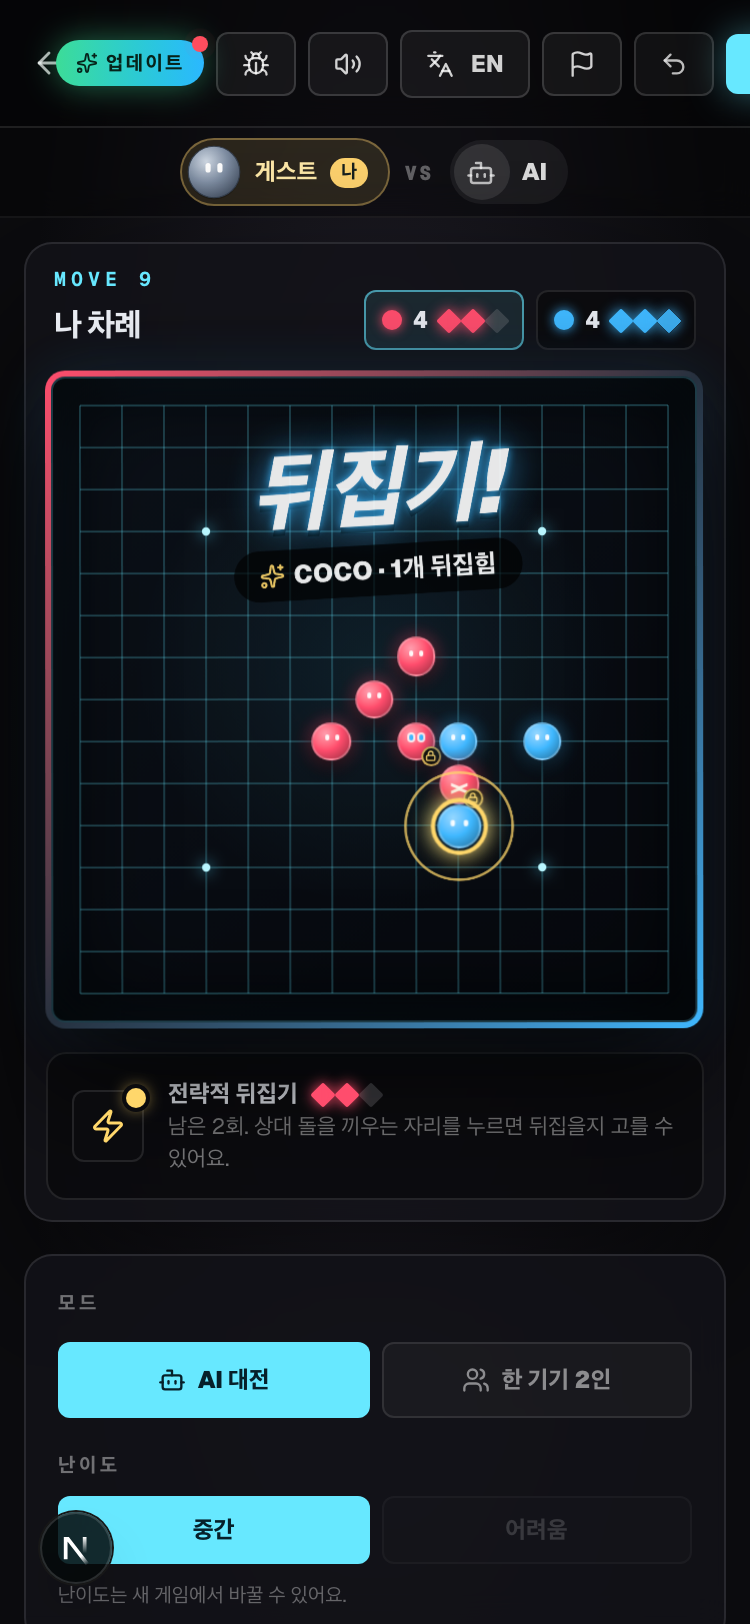 업데이트
EN
게스트 나 VS AI
MOVE 9
나 차례
4
4
뒤집기!
COCO · 1개 뒤집힘
전략적 뒤집기
남은 2회. 상대 돌을 끼우는 자리를 누르면 뒤집을지 고를 수
있어요.
모드
AI 대전
한 기기 2인
난이도
중간
어려움
N
난이도는 새 게임에서 바꿀 수 있어요.